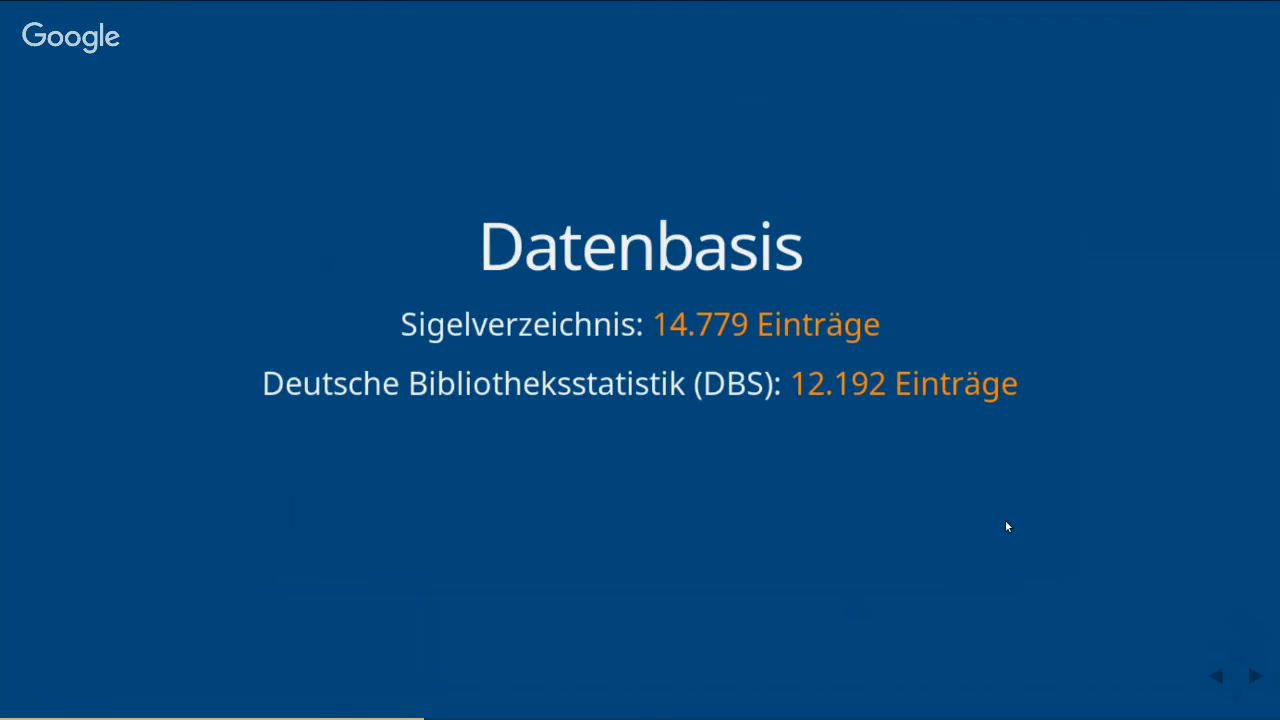 Google
Datenbasis
Sigelverzeichnis: 14.779 Einträge
Deutsche Bibliotheksstatistik (DBS): 12.192 Einträge